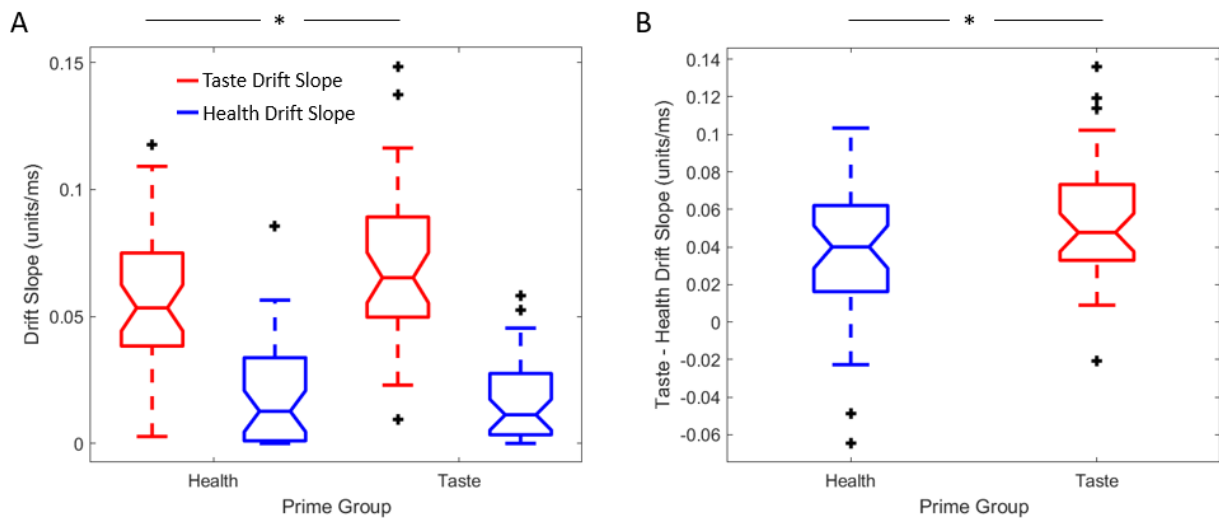 A
*
Taste Drift Slope
Health Drift Slope
Drift Slope (units/ms)
0.15
0.1
0.05
0
Health
Taste
Prime Group
B
*
Taste - Health Drift Slope (units/ms)
0.14
0.12
0.1
0.08
0.06
0.04
0.02
0
-0.02
-0.04
-0.06
Health
Taste
Prime Group